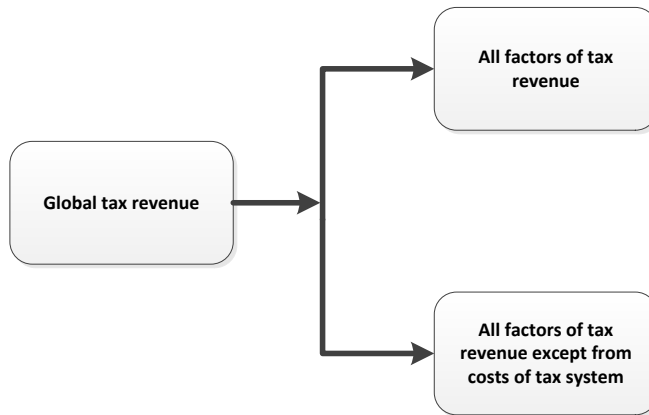 All factors of tax
revenue
Global tax revenue
All factors of tax
revenue except from
costs of tax system